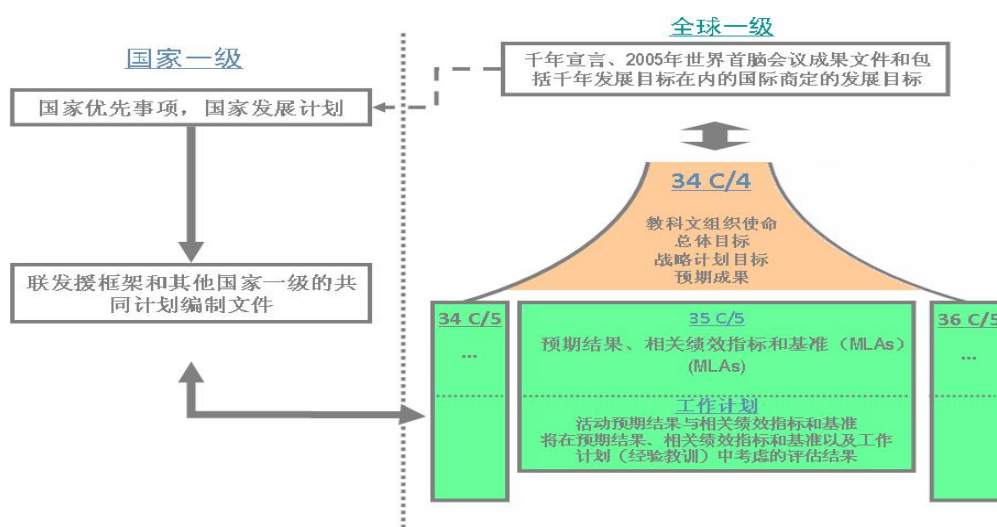 国家一级
国家优先事项，国家发展计划
联发援框架和其他国家一级的共
同计划编制文件
全球一级
千年宣言、2005年世界首脑会议成果文件和包
括千年发展目标在内的国际商定的发展目标
34 C/4
教科文组织使命
总体目标
战略计划目标
预期成果
34 C/5
...
35 C/5
预期结果、相关绩效指标和基准（MLAs）
(MLAs)
工作计划
活动预期结果与相关绩效指标和基准
将在预期结果、相关绩效指标和基准以及工作
计划（经验教训）中考虑的评估结果
36 C/5
...